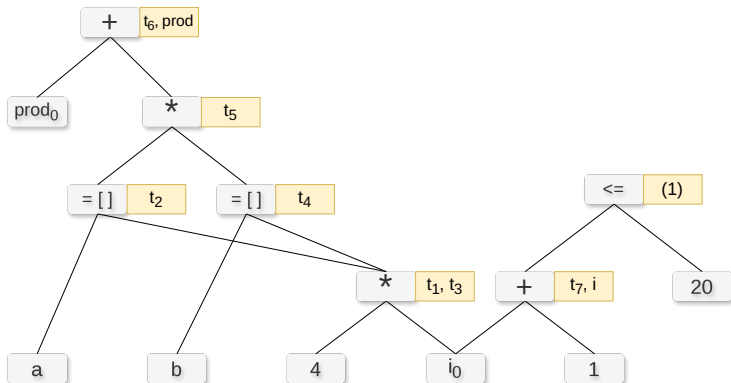 + t₆, prod
prod₀ * t₅
= [ ] t₂ = [ ] t₄ <= (1)
* t₁, t₃ + t₇, i 20
a b 4 i₀ 1